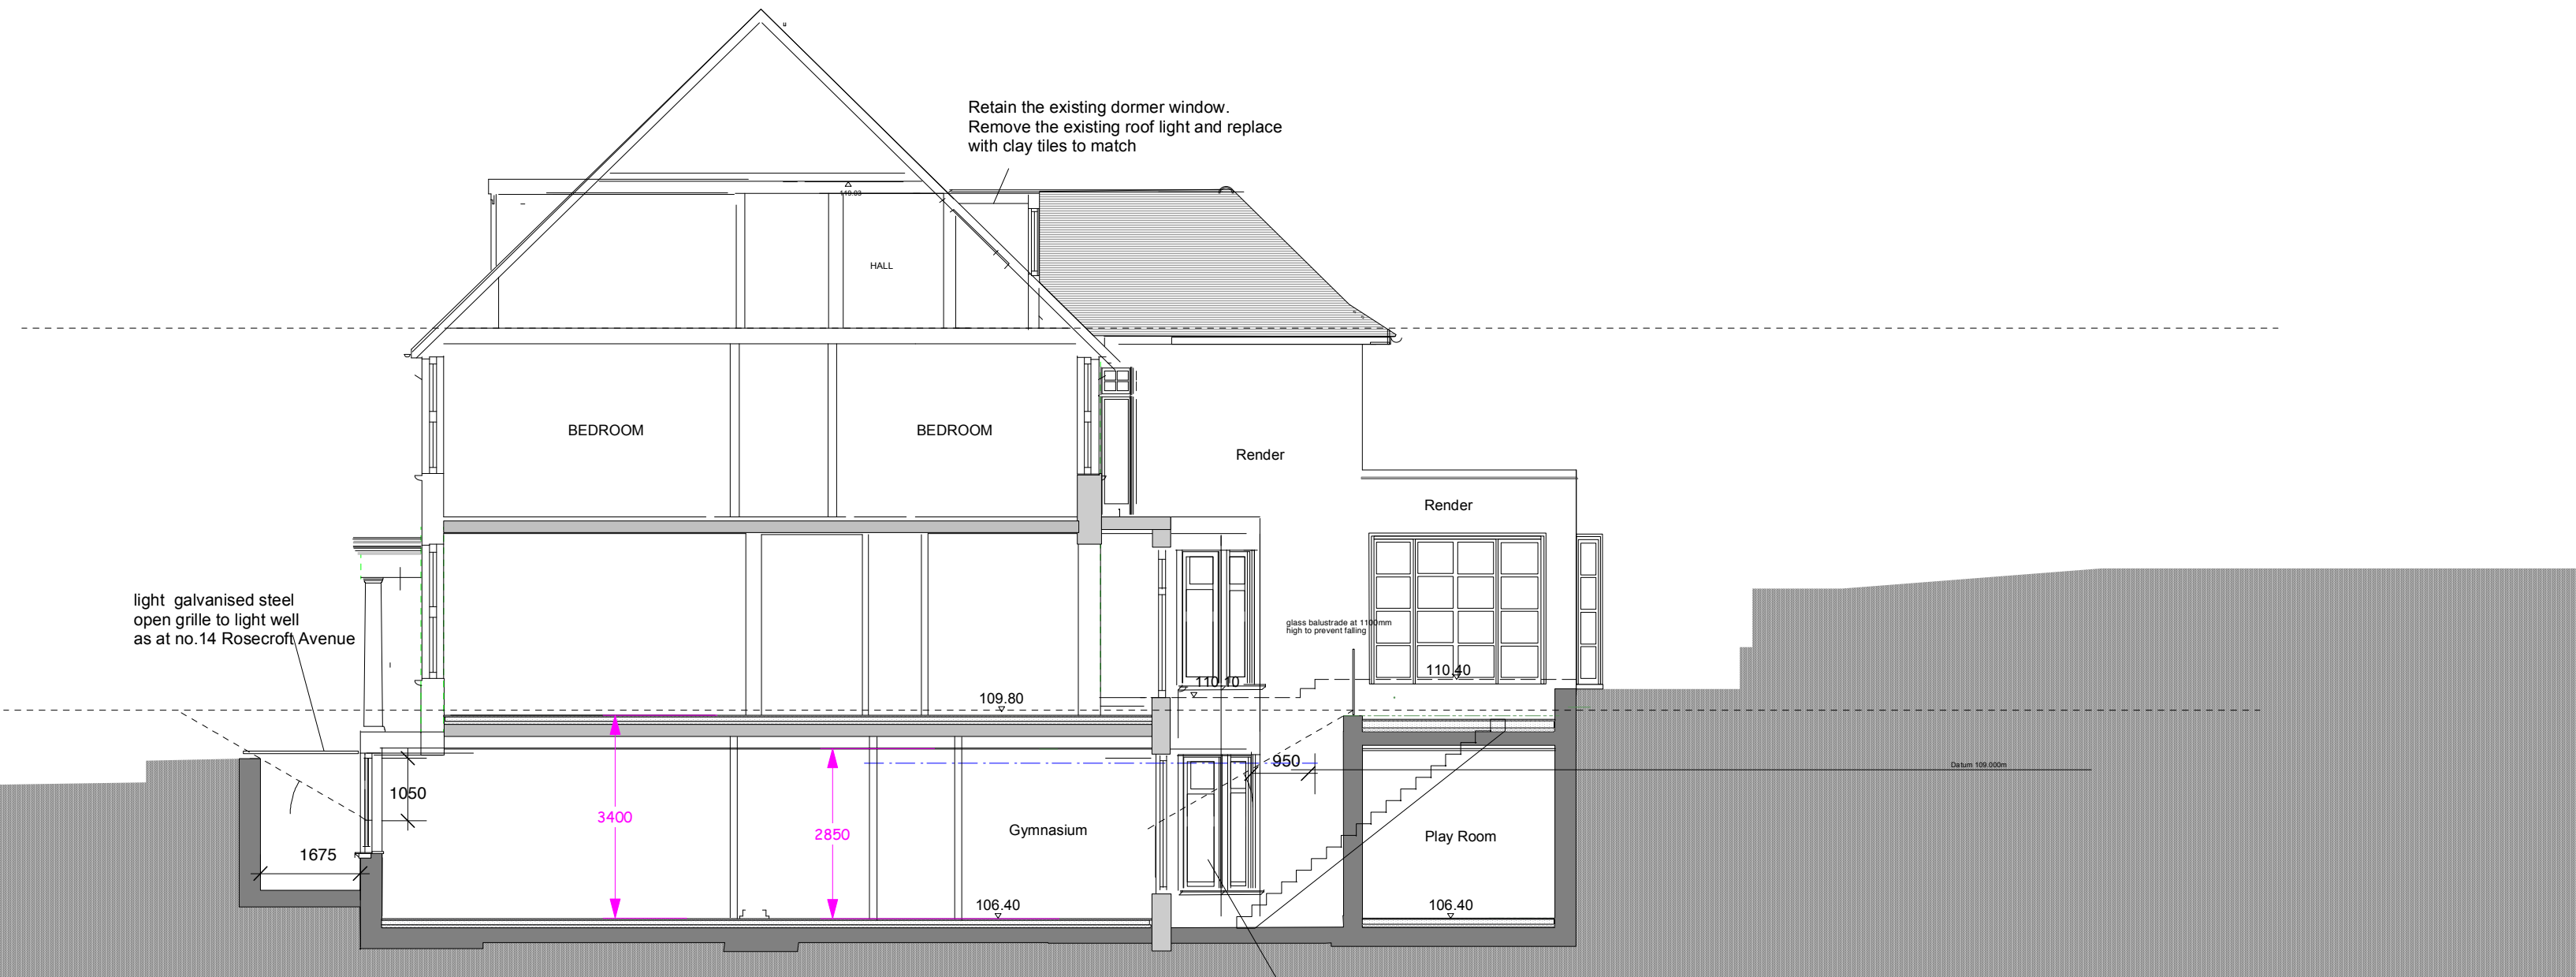 Retain the existing dormer window.
Remove the existing roof light and replace
with clay tiles to match
119.03
HALL
BEDROOM
BEDROOM
Render
Render
light galvanised steel
open grille to light well
as at no.14 Rosecroft Avenue
glass balustrade at 1100mm
high to prevent falling
110.40
110.10
109.80
950
Datum 109.000m
1050
3400
2850
Gymnasium
Play Room
1675
106.40
106.40